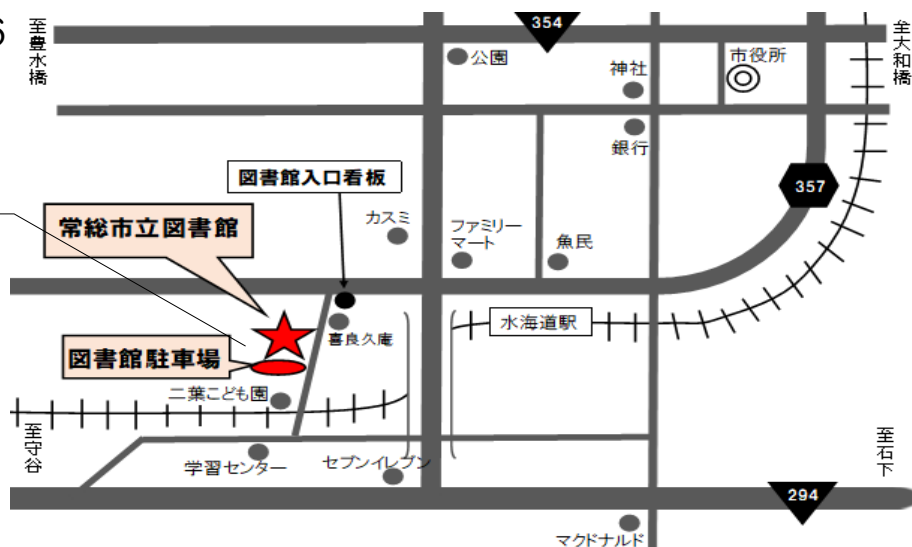 6
至豊水橋
354
至大和橋
公園
市役所
神社
銀行
357
図書館入口看板
カスミ
常総市立図書館
ファミリー
マート
魚民
水海道駅
喜良久庵
図書館駐車場
二葉こども園
至守谷
学習センター
セブンイレブン
至石下
294
マクドナルド